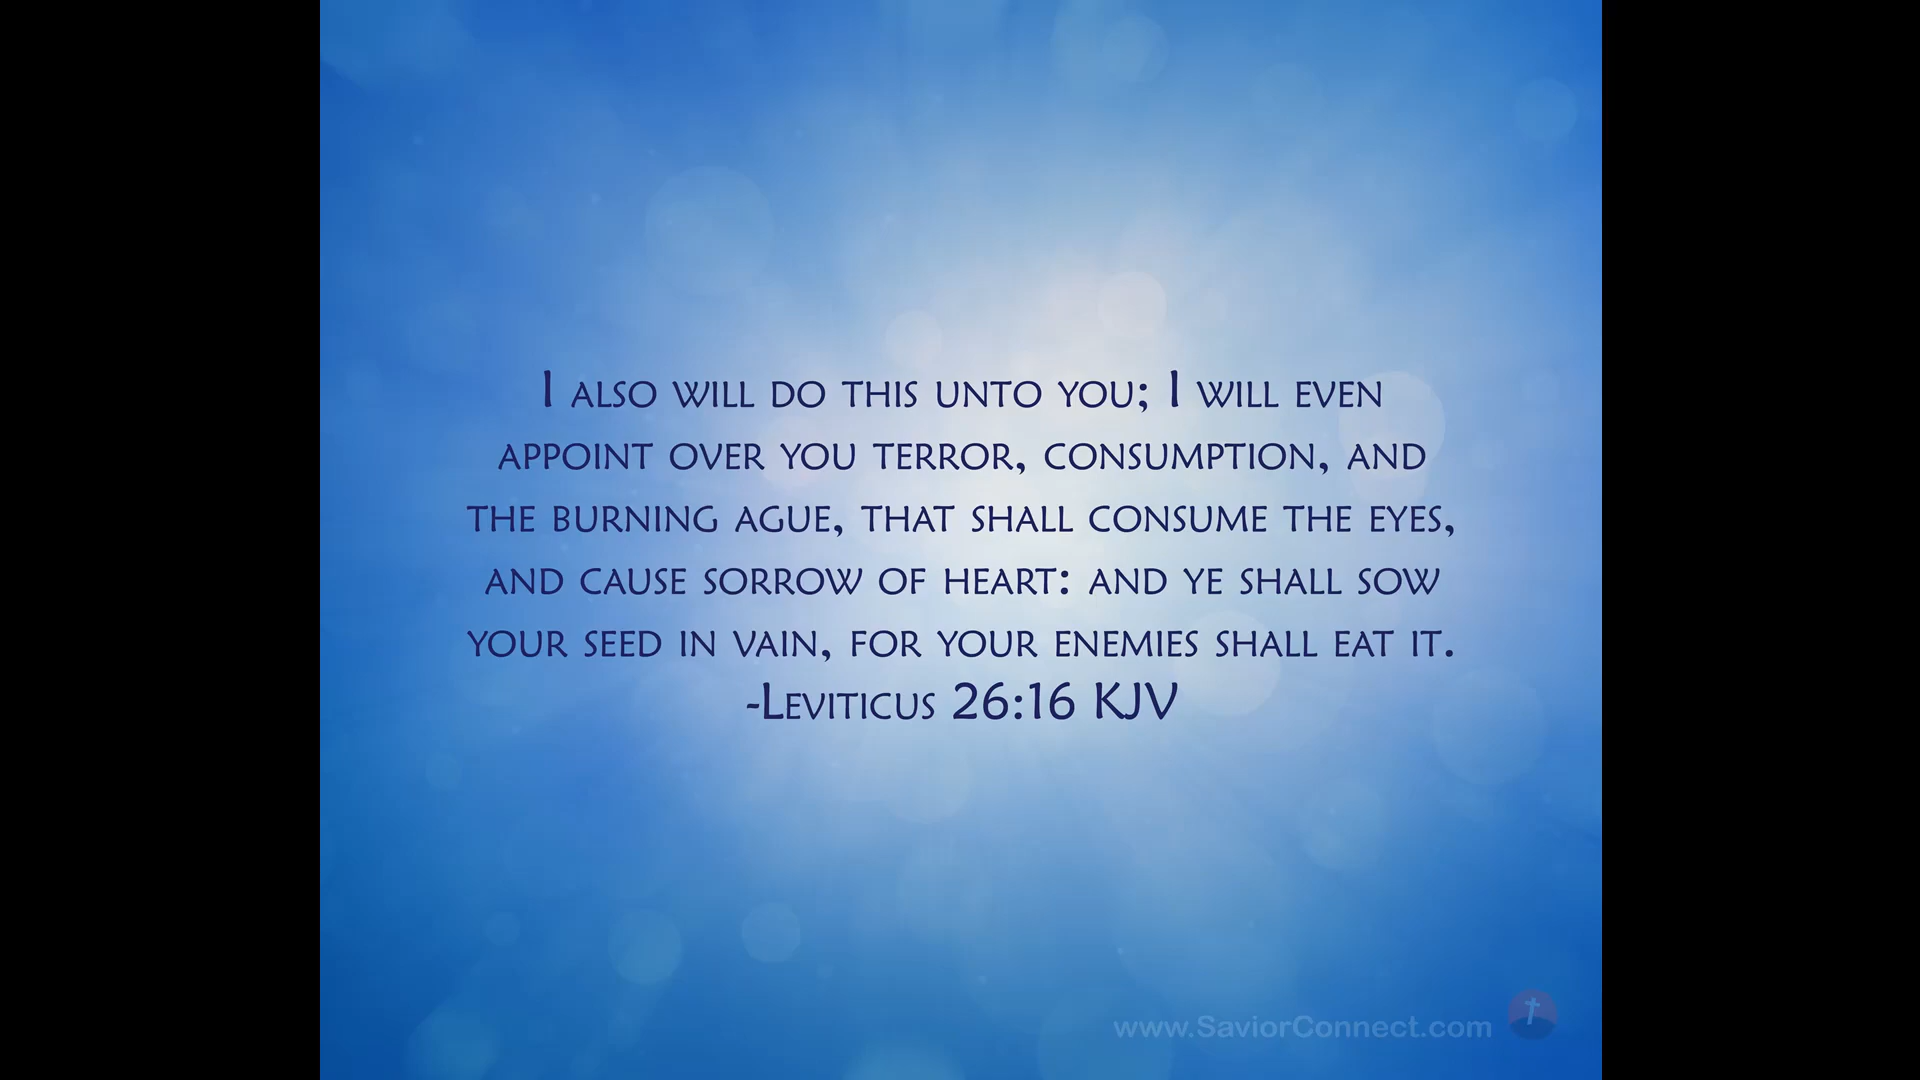 I also will do this unto you; I will even
appoint over you terror, consumption, and
the burning ague, that shall consume the eyes,
and cause sorrow of heart: and ye shall sow
your seed in vain, for your enemies shall eat it.
-Leviticus 26:16 KJV
www.SaviorConnect.com